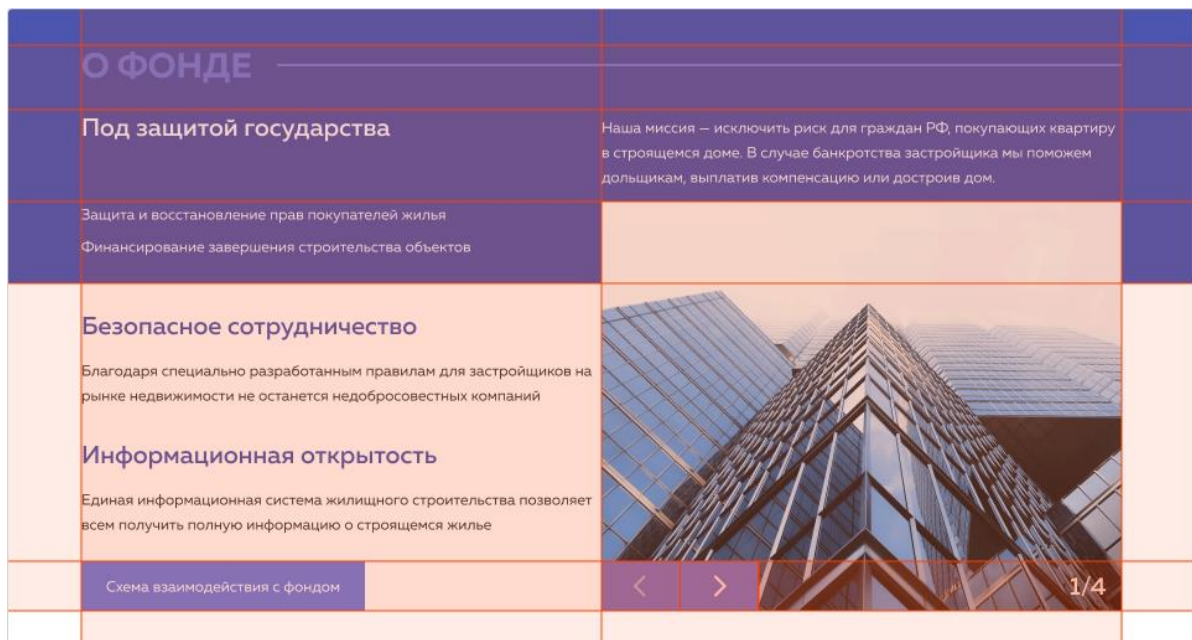 О ФОНДЕ
Под защитой государства
Наша миссия — исключить риск для граждан РФ, покупающих квартиру
в строящемся доме. В случае банкротства застройщика мы поможем
дольщикам, выплатив компенсацию или достроив дом.
Защита и восстановление прав покупателей жилья
Финансирование завершения строительства объектов
Безопасное сотрудничество
Благодаря специально разработанным правилам для застройщиков на
рынке недвижимости не останется недобросовестных компаний
Информационная открытость
Единая информационная система жилищного строительства позволяет
всем получить полную информацию о строящемся жилье
Схема взаимодействия с фондом
1/4